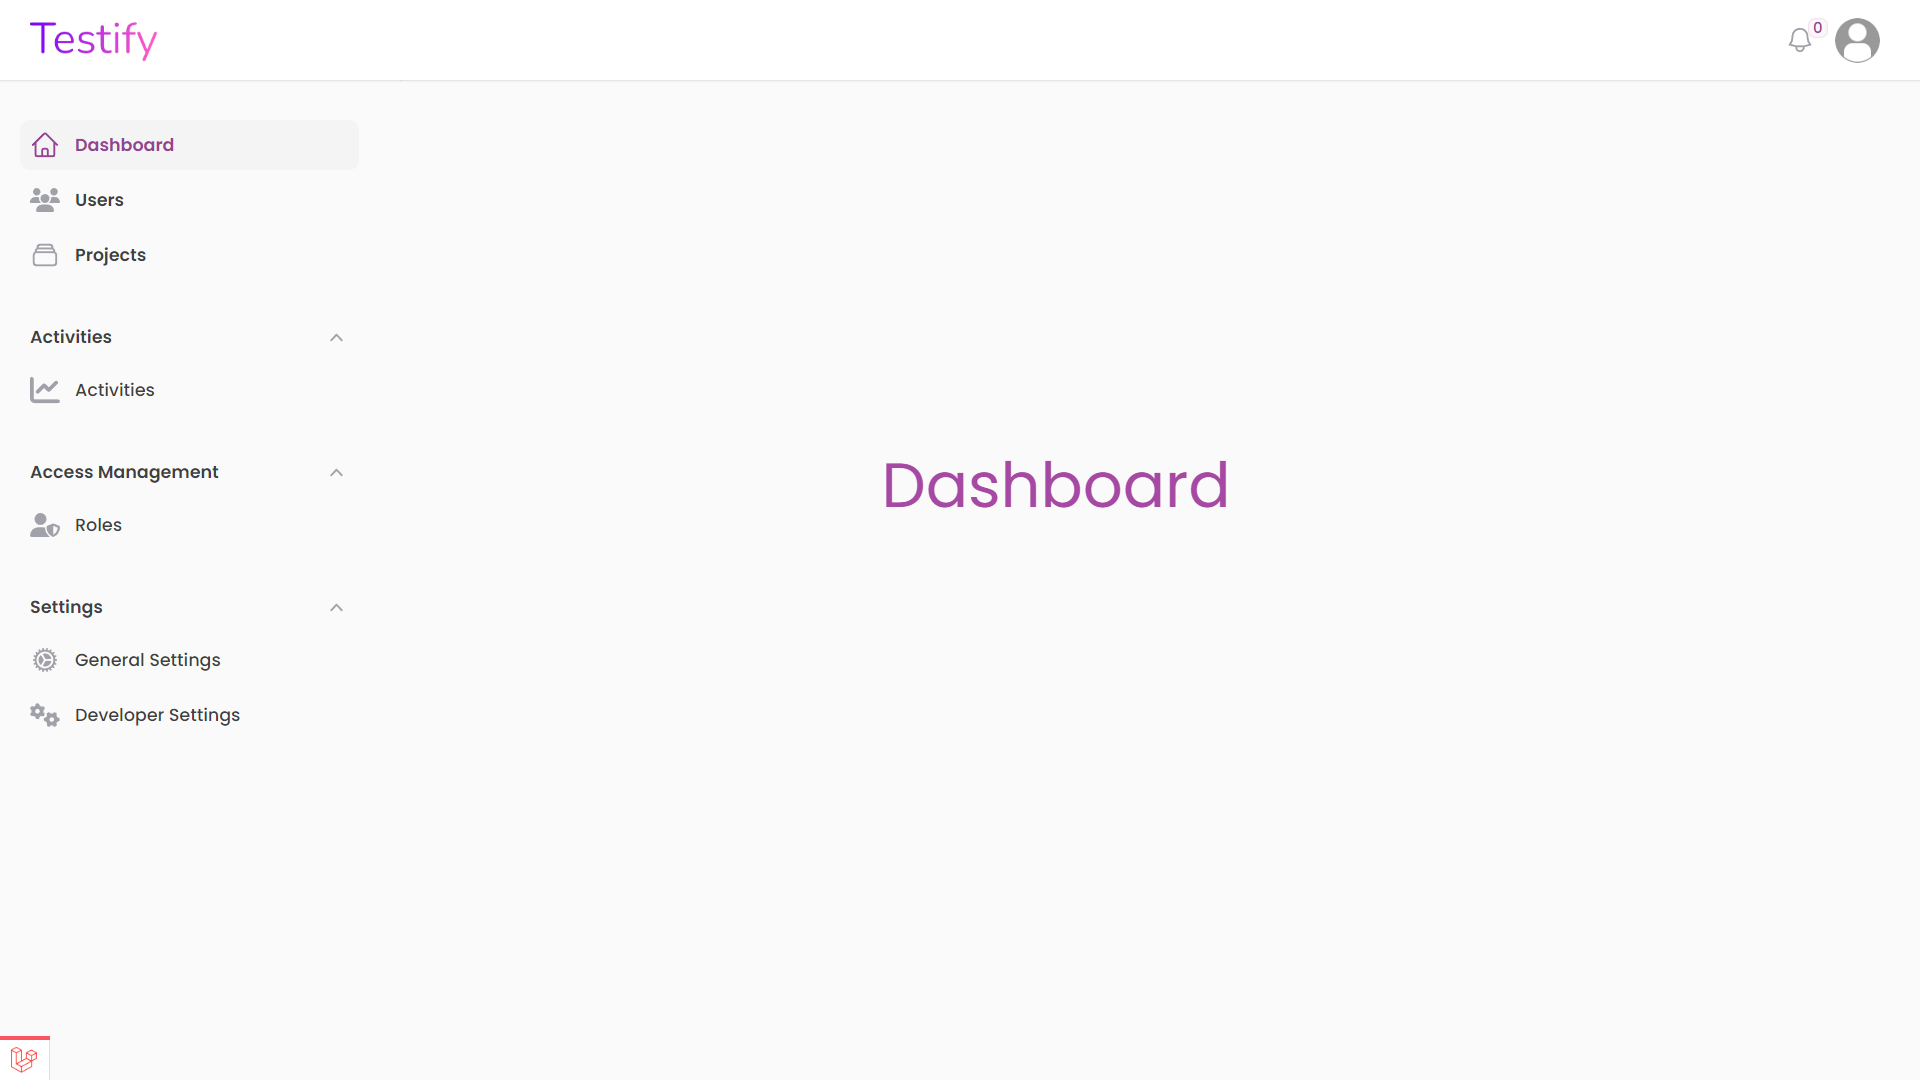 Testify
0
Dashboard
Users
Projects
Activities
Activities
Access Management
Roles
Settings
General Settings
Developer Settings
Dashboard